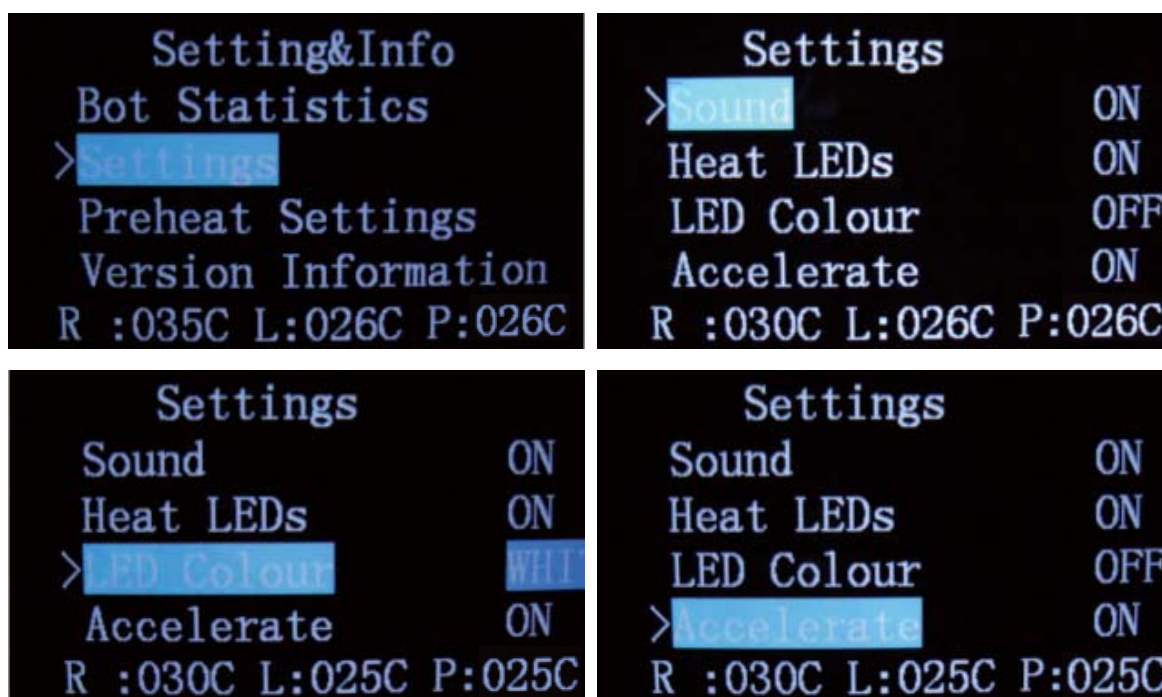 Setting&Info
Bot Statistics
>Settings
Preheat Settings
Version Information
R :035C L:026C P:026C
Settings
>Sound ON
Heat LEDs ON
LED Colour OFF
Accelerate ON
R :030C L:026C P:026C
Settings
Sound ON
Heat LEDs ON
>LED Colour WHIT
Accelerate ON
R :030C L:025C P:025C
Settings
Sound ON
Heat LEDs ON
LED Colour OFF
>Accelerate ON
R :030C L:025C P:025C